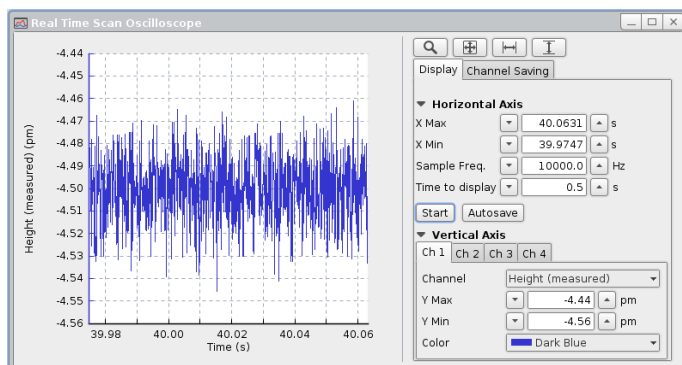 Real Time Scan Oscilloscope
-4.44
-4.45
-4.46
-4.47
-4.48
-4.49
-4.50
-4.51
-4.52
-4.53
-4.54
-4.55
-4.56
Height (measured) (pm)
39.98 40.00 40.02 40.04 40.06
Time (s)
Display Channel Saving
Horizontal Axis
X Max 40.0631 s
X Min 39.9747 s
Sample Freq. 10000.0 Hz
Time to display 0.5 s
Start Autosave
Vertical Axis
Ch 1 Ch 2 Ch 3 Ch 4
Channel Height (measured)
Y Max -4.44 pm
Y Min -4.56 pm
Color Dark Blue